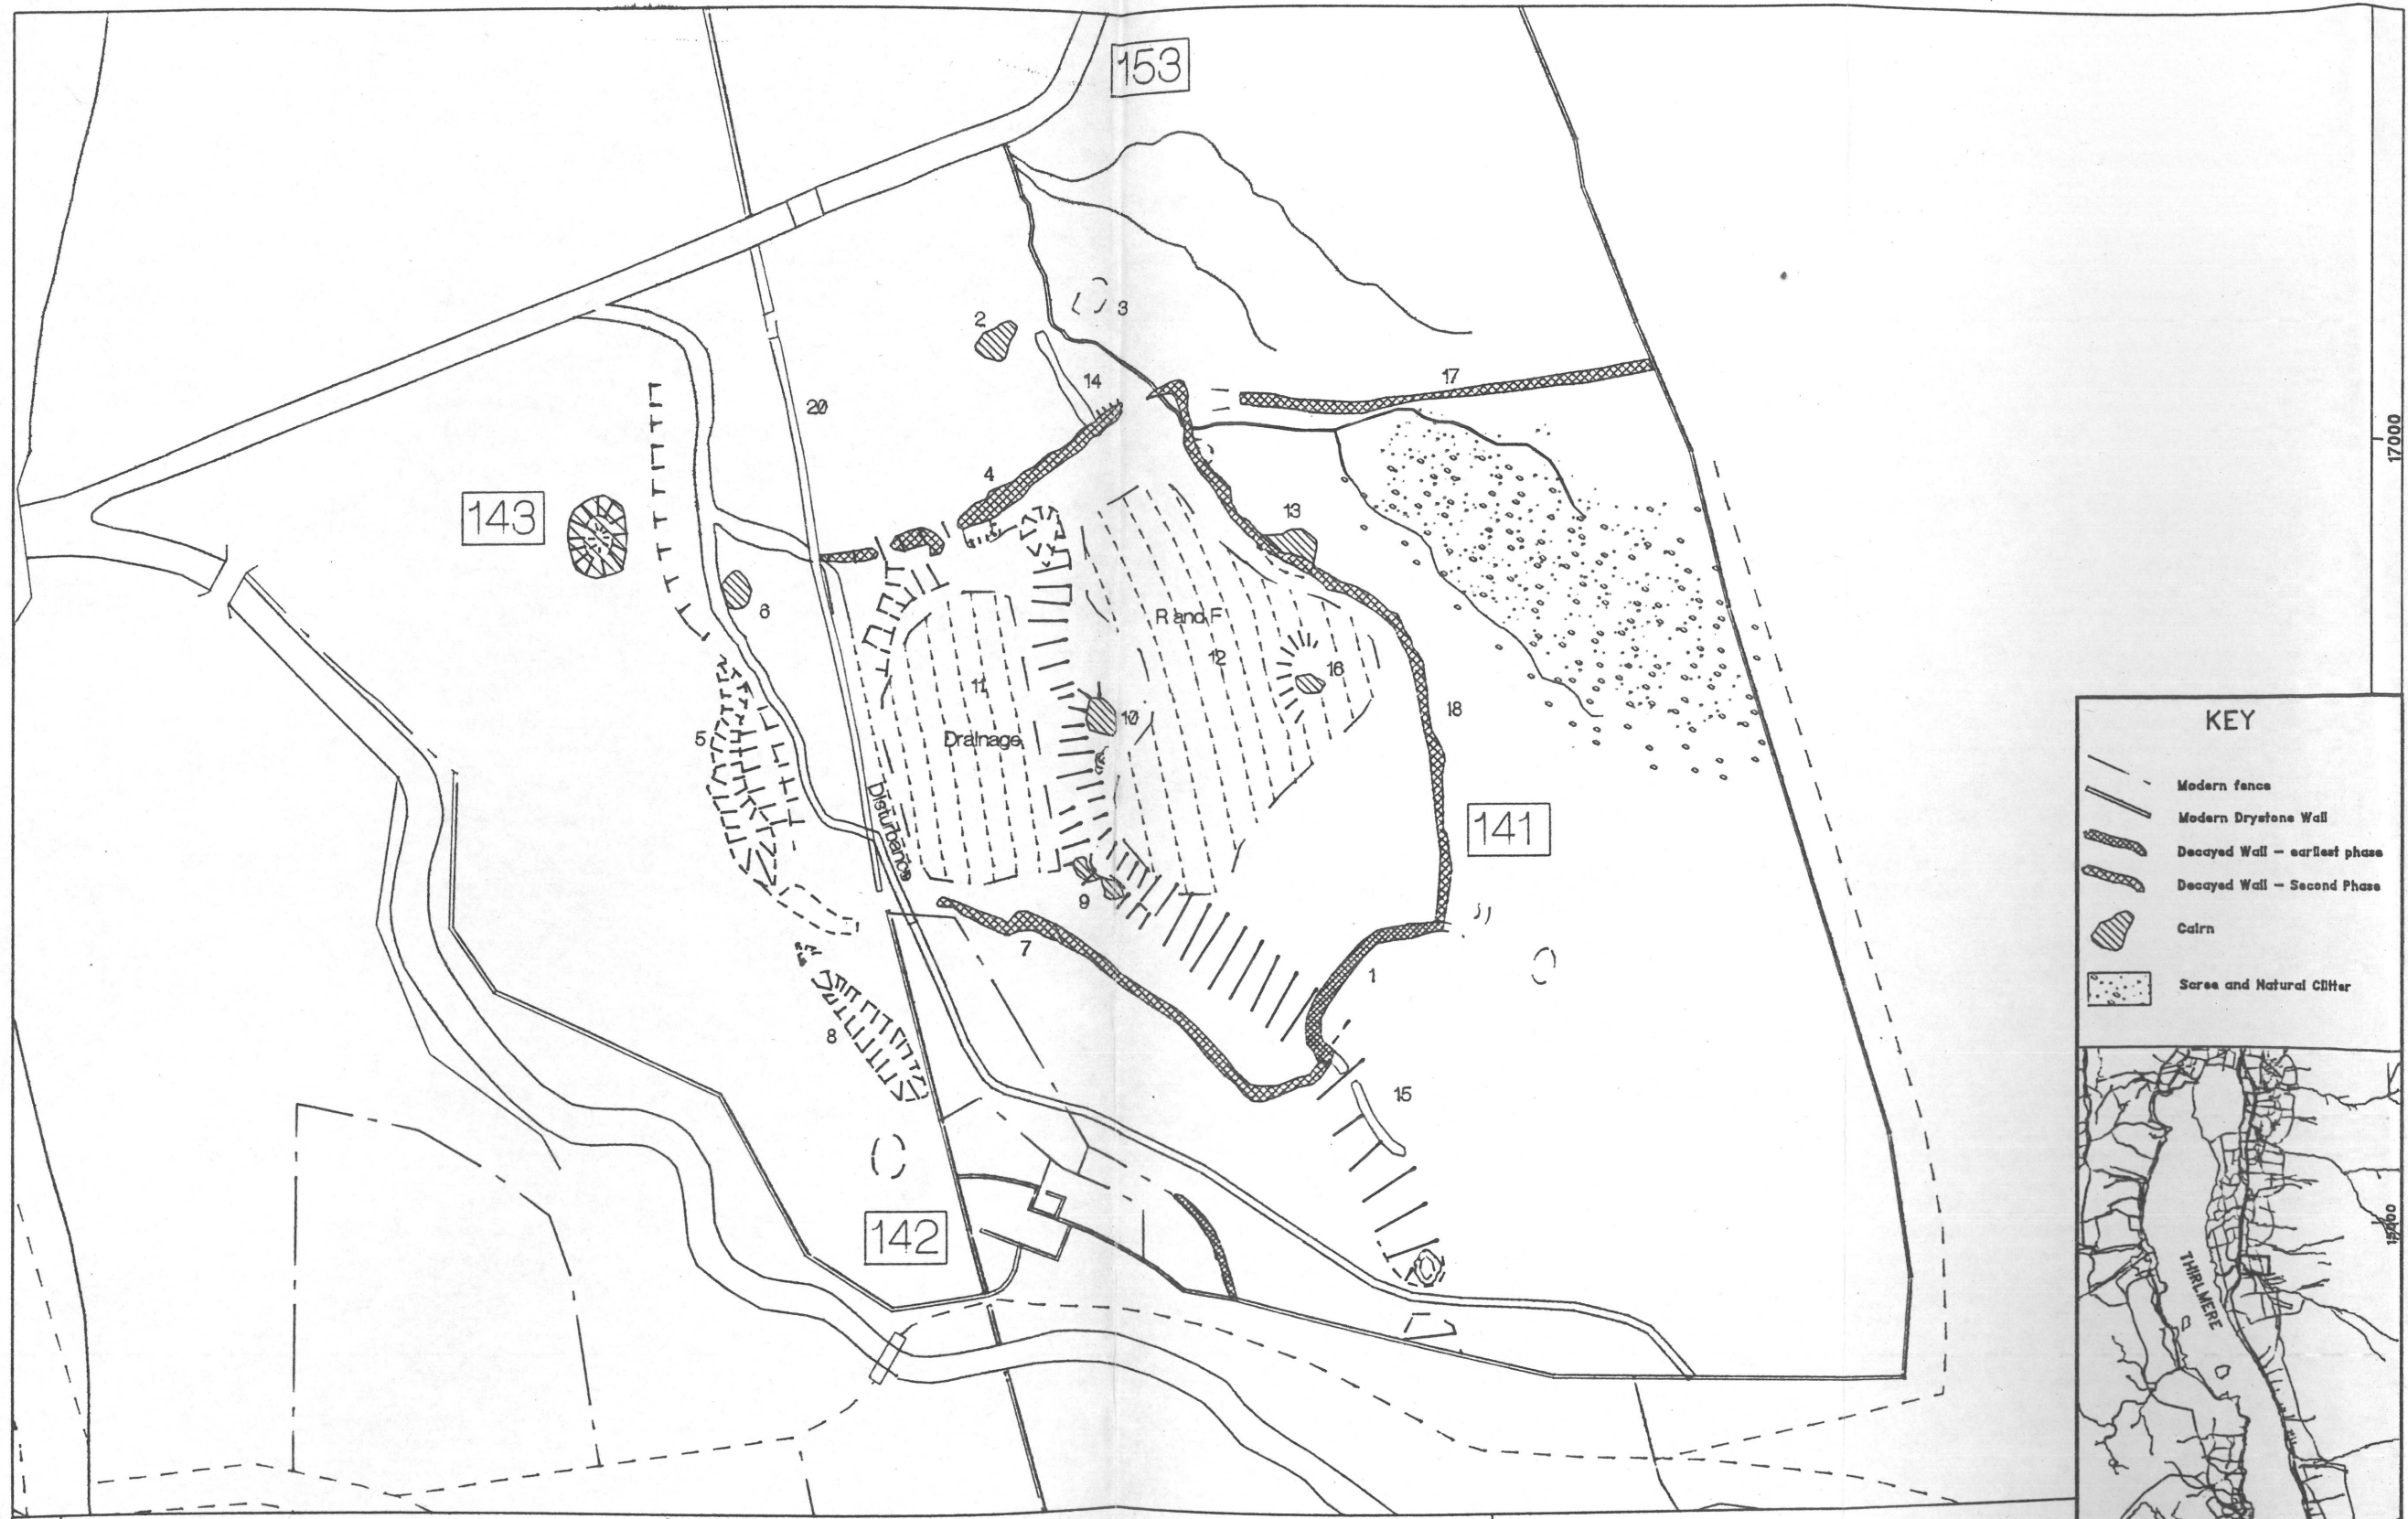 153
3
2
14
17
20
17000
4
143
13
6
R and F
12
16
11
18
10
5
Drainage
Disturbance
141
9
7
1
8
15
142
KEY
Modern fence
Modern Drystone Wall
Decayed Wall - earliest phase
Decayed Wall - Second Phase
Cairn
Scree and Natural Clitter
THIRLMERE